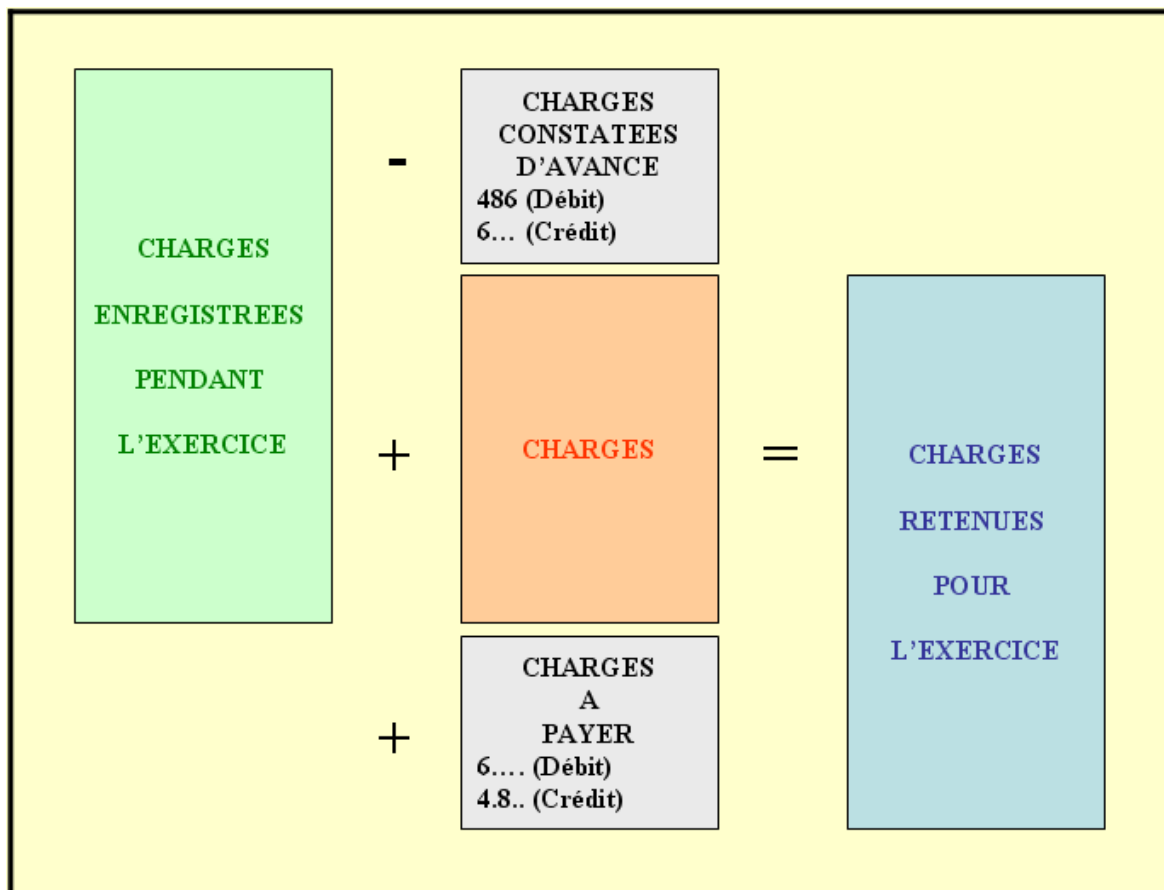 CHARGES
ENREGISTREES
PENDANT
L’EXERCICE
-
CHARGES
CONSTATEES
D’AVANCE
486 (Débit)
6… (Crédit)
+
CHARGES
=
CHARGES
RETENUES
POUR
L’EXERCICE
+
CHARGES
A
PAYER
6…. (Débit)
4.8.. (Crédit)